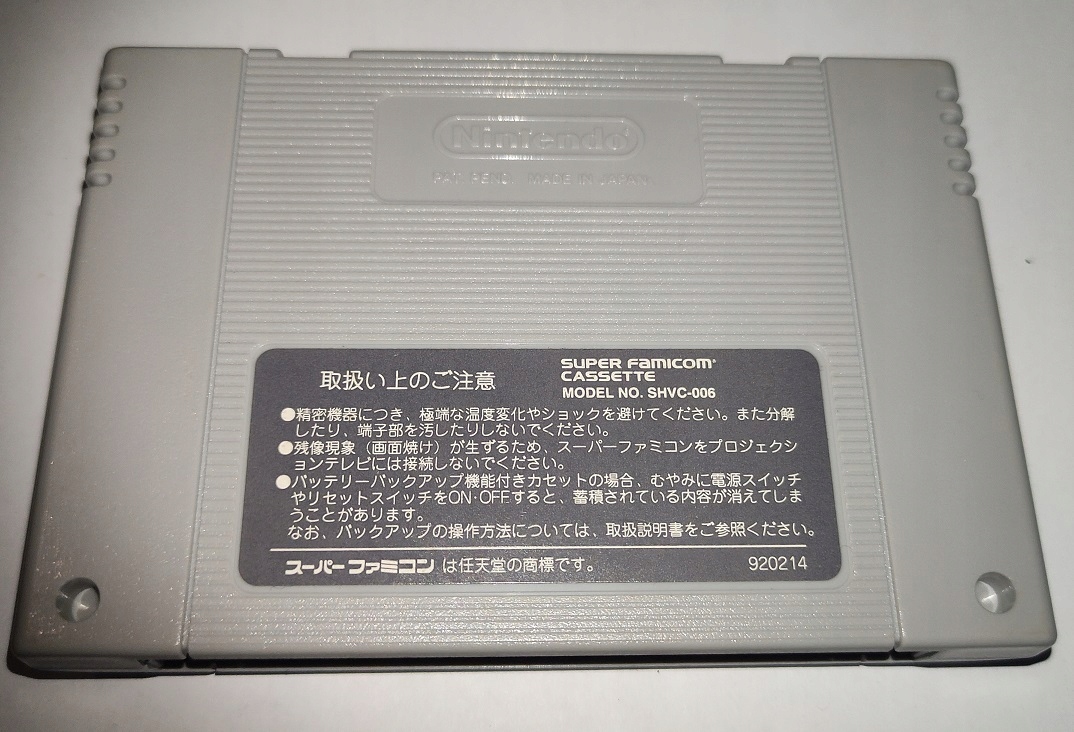 Nintendo
PAT. PEND. MADE IN JAPAN
取扱い上のご注意
SUPER FAMICOM
CASSETTE
MODEL NO. SHVC-006
●精密機器につき、極端な温度変化やショックを避けてください。また分解
したり、端子部を汚したりしないでください。
●残像現象（画面焼け）が生ずるため、スーパーファミコンをプロジェクシ
ョンテレビには接続しないでください。
●バッテリーバックアップ機能付きカセットの場合、むやみに電源スイッチ
やリセットスイッチをON・OFFすると、蓄積されている内容が消えてしま
うことがあります。
なお、バックアップの操作方法については、取扱説明書をご参照ください。
スーパーファミコン は任天堂の商標です。
920214